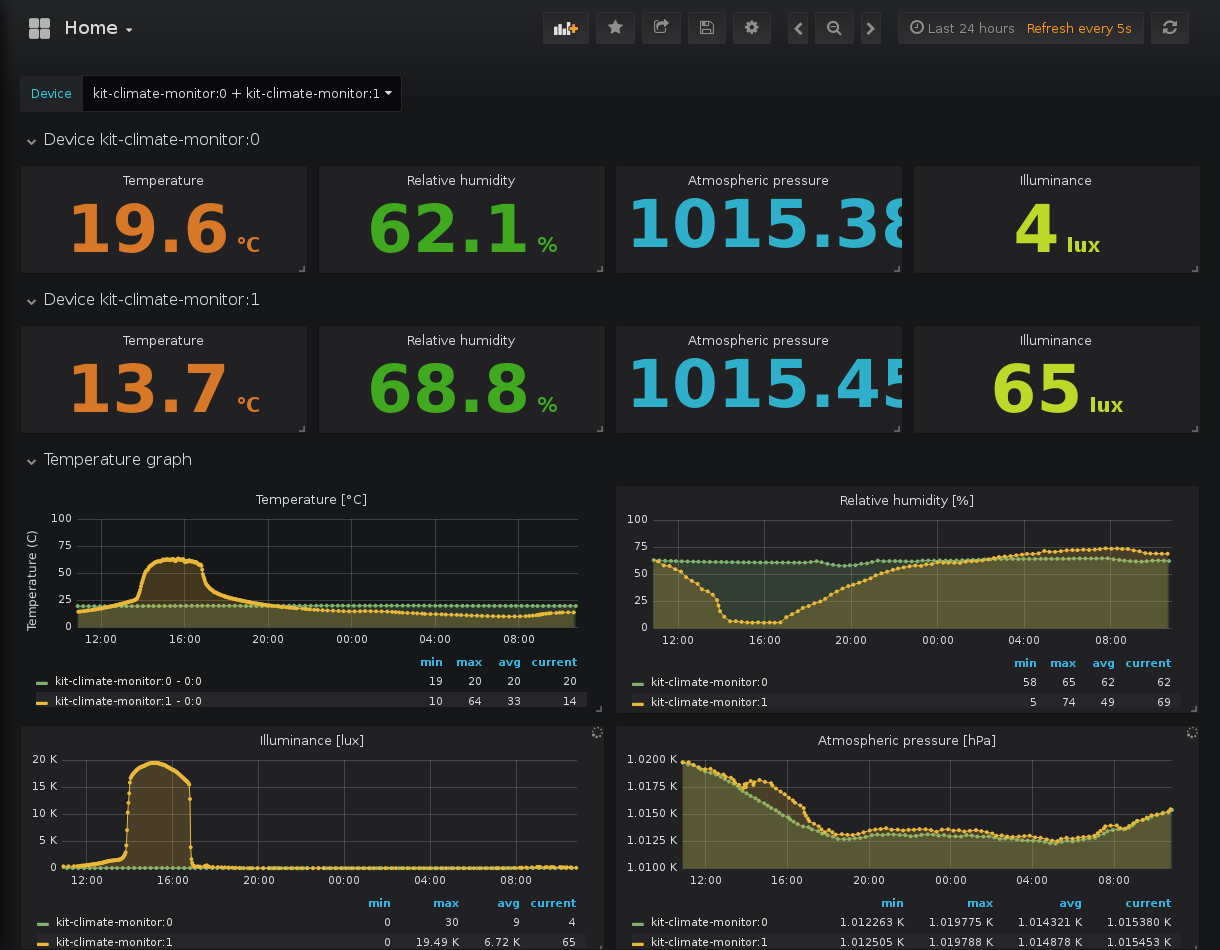 Home
Last 24 hours Refresh every 5s
Device kit-climate-monitor:0 + kit-climate-monitor:1
Device kit-climate-monitor:0
Temperature Relative humidity Atmospheric pressure Illuminance
19.6 °C 62.1 % 1015.38 4 lux
Device kit-climate-monitor:1
Temperature Relative humidity Atmospheric pressure Illuminance
13.7 °C 68.8 % 1015.45 65 lux
Temperature graph
Temperature [°C]
Temperature (C)
100
75
50
25
0
12:00 16:00 20:00 00:00 04:00 08:00
min max avg current
kit-climate-monitor:0 - 0:0 19 20 20 20
kit-climate-monitor:1 - 0:0 10 64 33 14
Relative humidity [%]
100
75
50
25
0
12:00 16:00 20:00 00:00 04:00 08:00
min max avg current
kit-climate-monitor:0 58 65 62 62
kit-climate-monitor:1 5 74 49 69
Illuminance [lux]
20 K
15 K
10 K
5 K
0
12:00 16:00 20:00 00:00 04:00 08:00
min max avg current
kit-climate-monitor:0 0 30 9 4
kit-climate-monitor:1 0 19.49 K 6.72 K 65
Atmospheric pressure [hPa]
1.0200 K
1.0175 K
1.0150 K
1.0125 K
1.0100 K
12:00 16:00 20:00 00:00 04:00 08:00
min max avg current
kit-climate-monitor:0 1.012263 K 1.019775 K 1.014321 K 1.015380 K
kit-climate-monitor:1 1.012505 K 1.019788 K 1.014878 K 1.015453 K